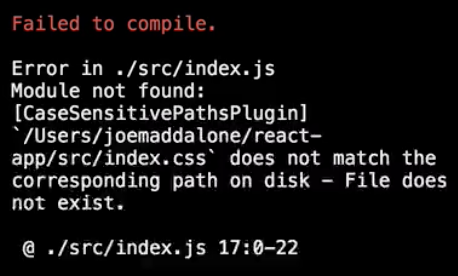 Failed to compile.
Error in ./src/index.js
Module not found:
[CaseSensitivePathsPlugin]
`/Users/joemaddalone/react-
app/src/index.css` does not match the
corresponding path on disk - File does
not exist.
@ ./src/index.js 17:0-22